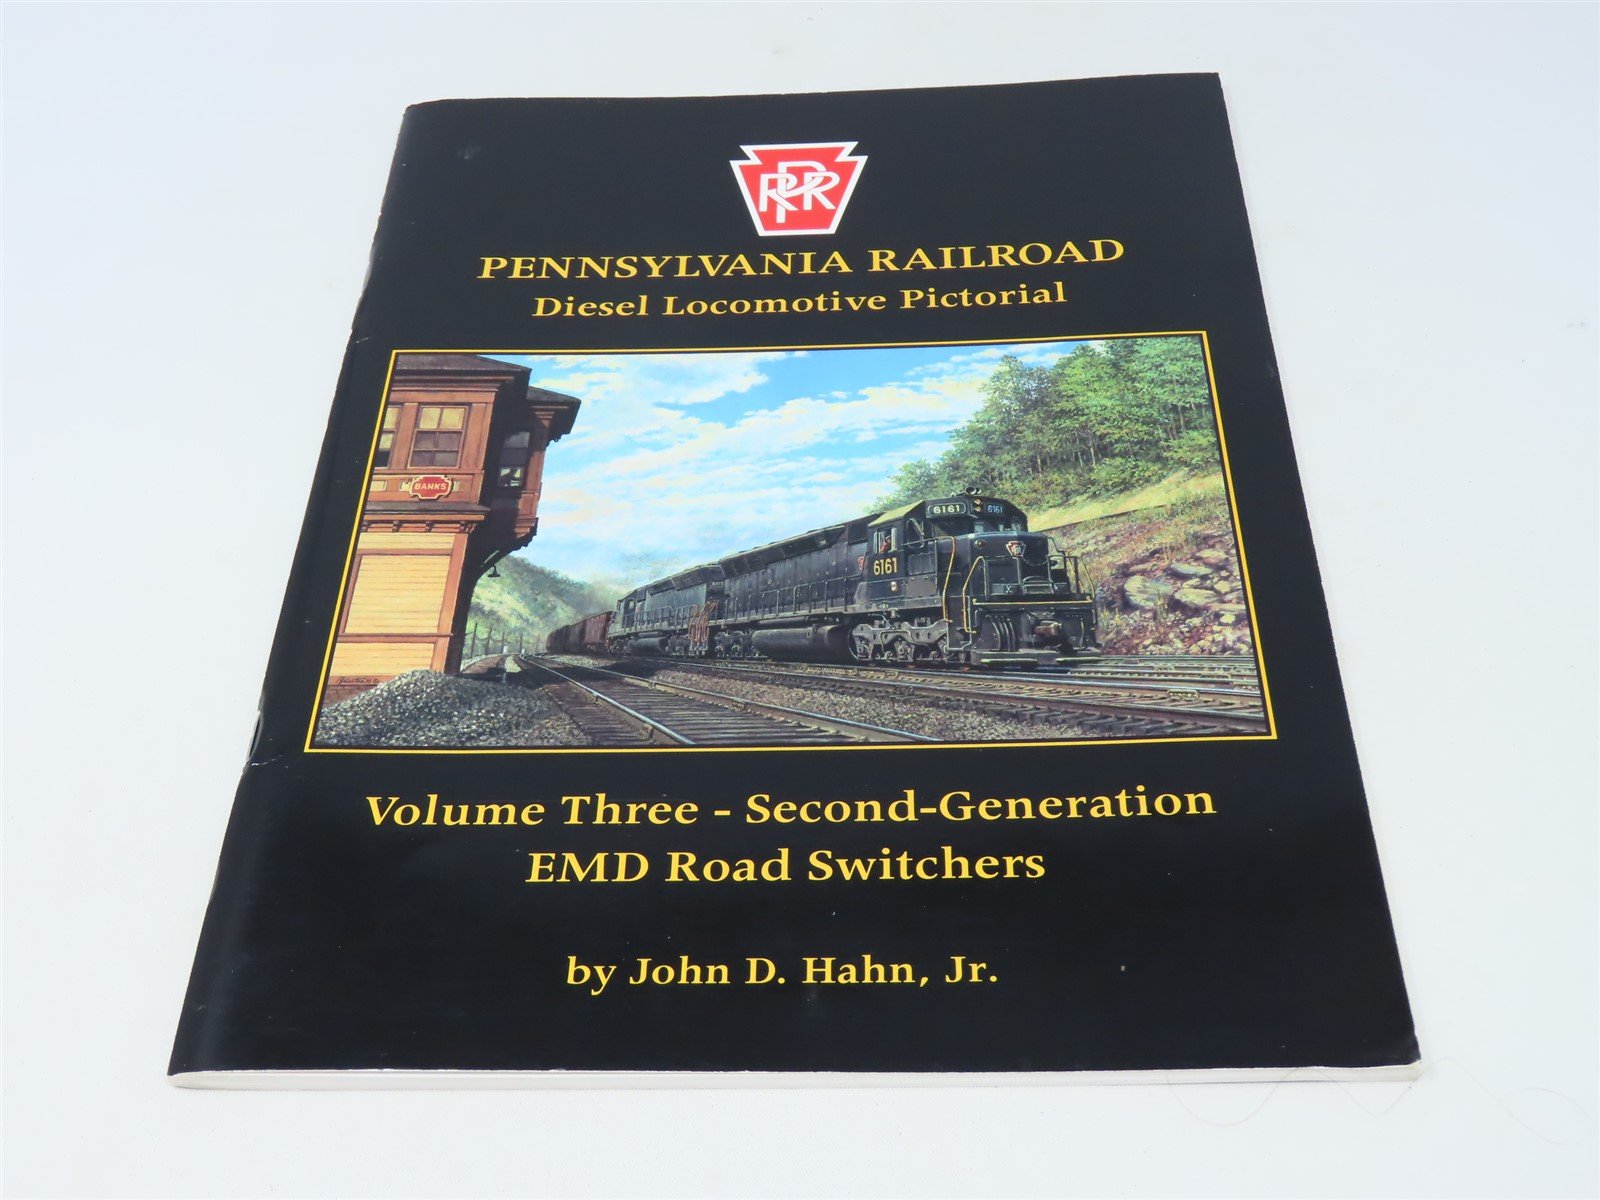 PRR
PENNSYLVANIA RAILROAD
Diesel Locomotive Pictorial
BANKS
6161 6161
6161
Volume Three - Second-Generation
EMD Road Switchers
by John D. Hahn, Jr.